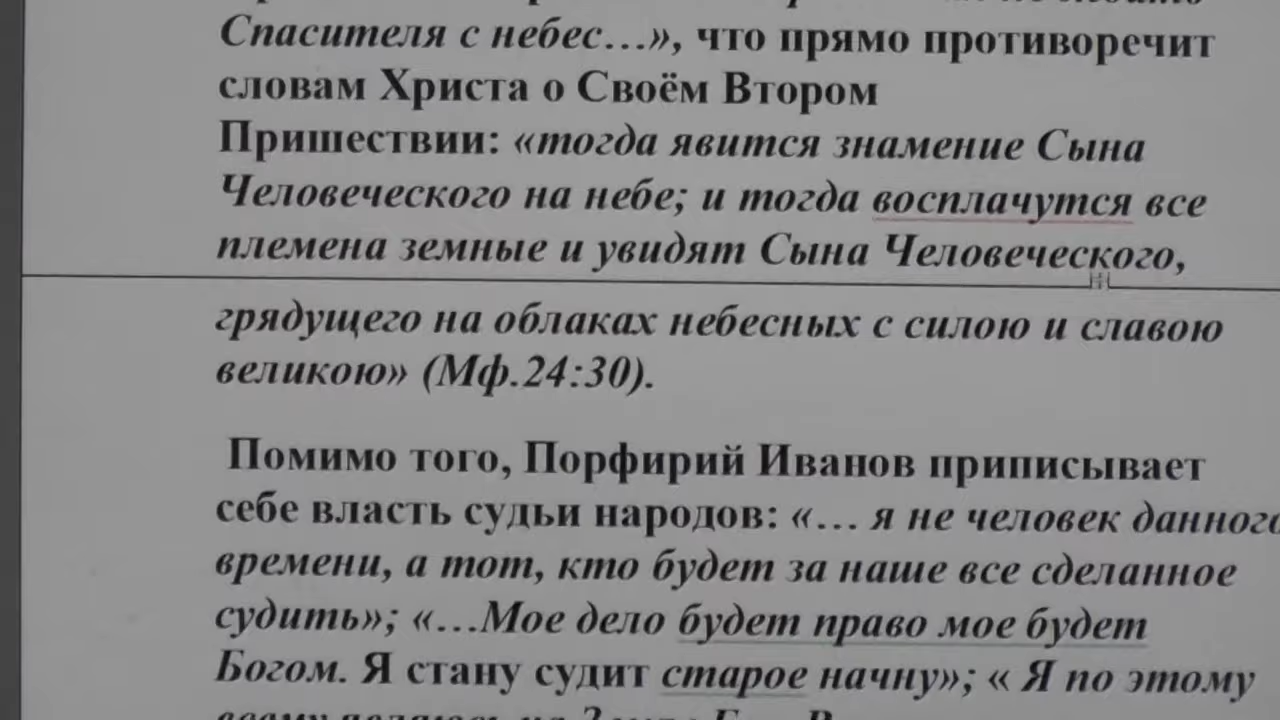 Спасителя с небес…», что прямо противоречит
словам Христа о Своём Втором
Пришествии: «тогда явится знамение Сына
Человеческого на небе; и тогда восплачутся все
племена земные и увидят Сына Человеческого,
грядущего на облаках небесных с силою и славою
великою» (Мф.24:30).
Помимо того, Порфирий Иванов приписывает
себе власть судьи народов: «… я не человек данного
времени, а тот, кто будет за наше все сделанное
судить»; «…Мое дело будет право мое будет
Богом. Я стану судит старое начну»; « Я по этому